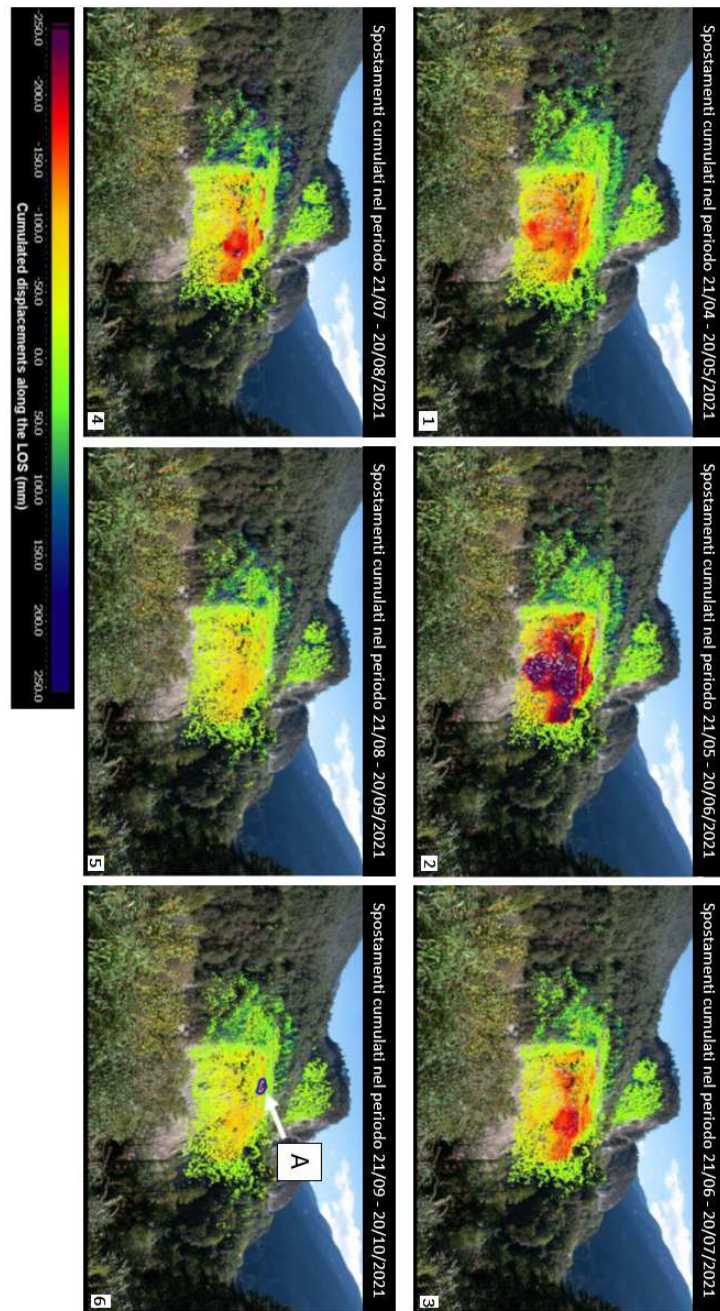 Spostamenti cumulati nel periodo 21/04 - 20/05/2021
1
Spostamenti cumulati nel periodo 21/05 - 20/06/2021
2
Spostamenti cumulati nel periodo 21/06 - 20/07/2021
3
Spostamenti cumulati nel periodo 21/07 - 20/08/2021
4
Spostamenti cumulati nel periodo 21/08 - 20/09/2021
5
Spostamenti cumulati nel periodo 21/09 - 20/10/2021
A
6
-250.0 -200.0 -150.0 -100.0 -50.0 0.0 50.0 100.0 150.0 200.0 250.0
Cumulated displacements along the LOS (mm)